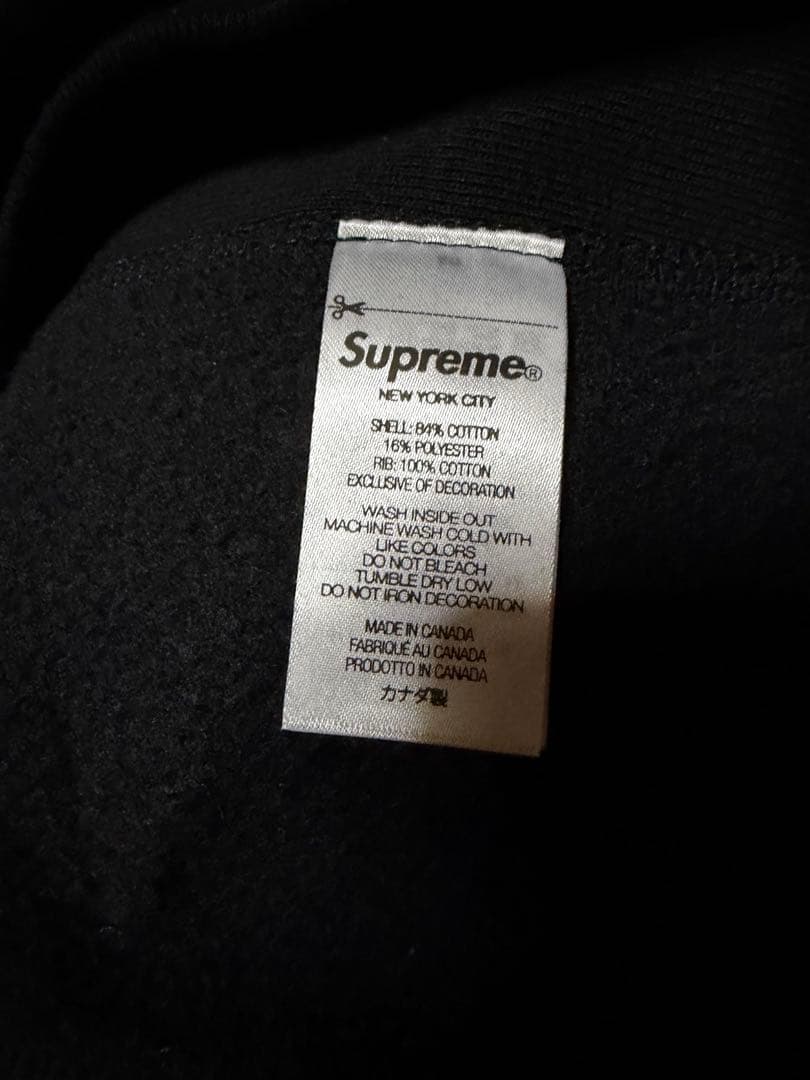 Supreme®
NEW YORK CITY
SHELL: 84% COTTON
16% POLYESTER
RIB: 100% COTTON
EXCLUSIVE OF DECORATION
WASH INSIDE OUT
MACHINE WASH COLD WITH
LIKE COLORS
DO NOT BLEACH
TUMBLE DRY LOW
DO NOT IRON DECORATION
MADE IN CANADA
FABRIQUÉ AU CANADA
PRODOTTO IN CANADA
カナダ製